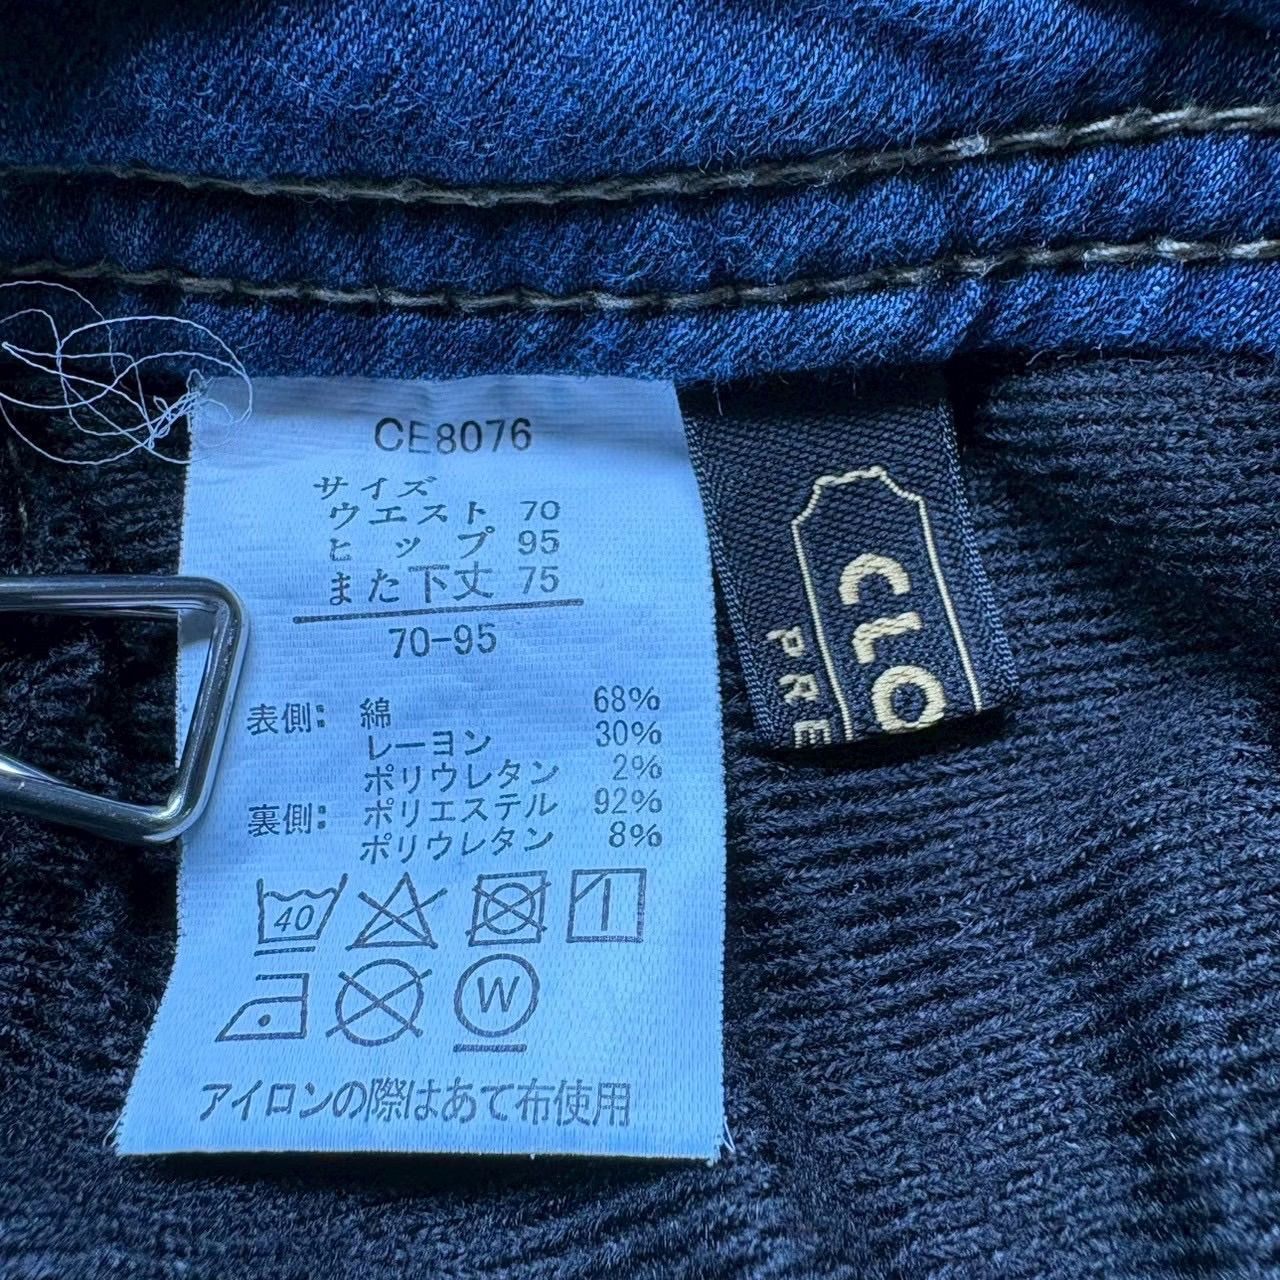 CE8076
サイズ
ウエスト 70
ヒップ 95
また下丈 75
70-95
表側: 綿 68%
レーヨン 30%
ポリウレタン 2%
裏側: ポリエステル 92%
ポリウレタン 8%
40
W
アイロンの際はあて布使用
CLO
PRE